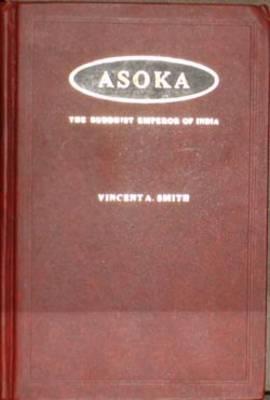 ASOKA
THE BUDDHIST EMPEROR OF INDIA
VINCENT A. SMITH